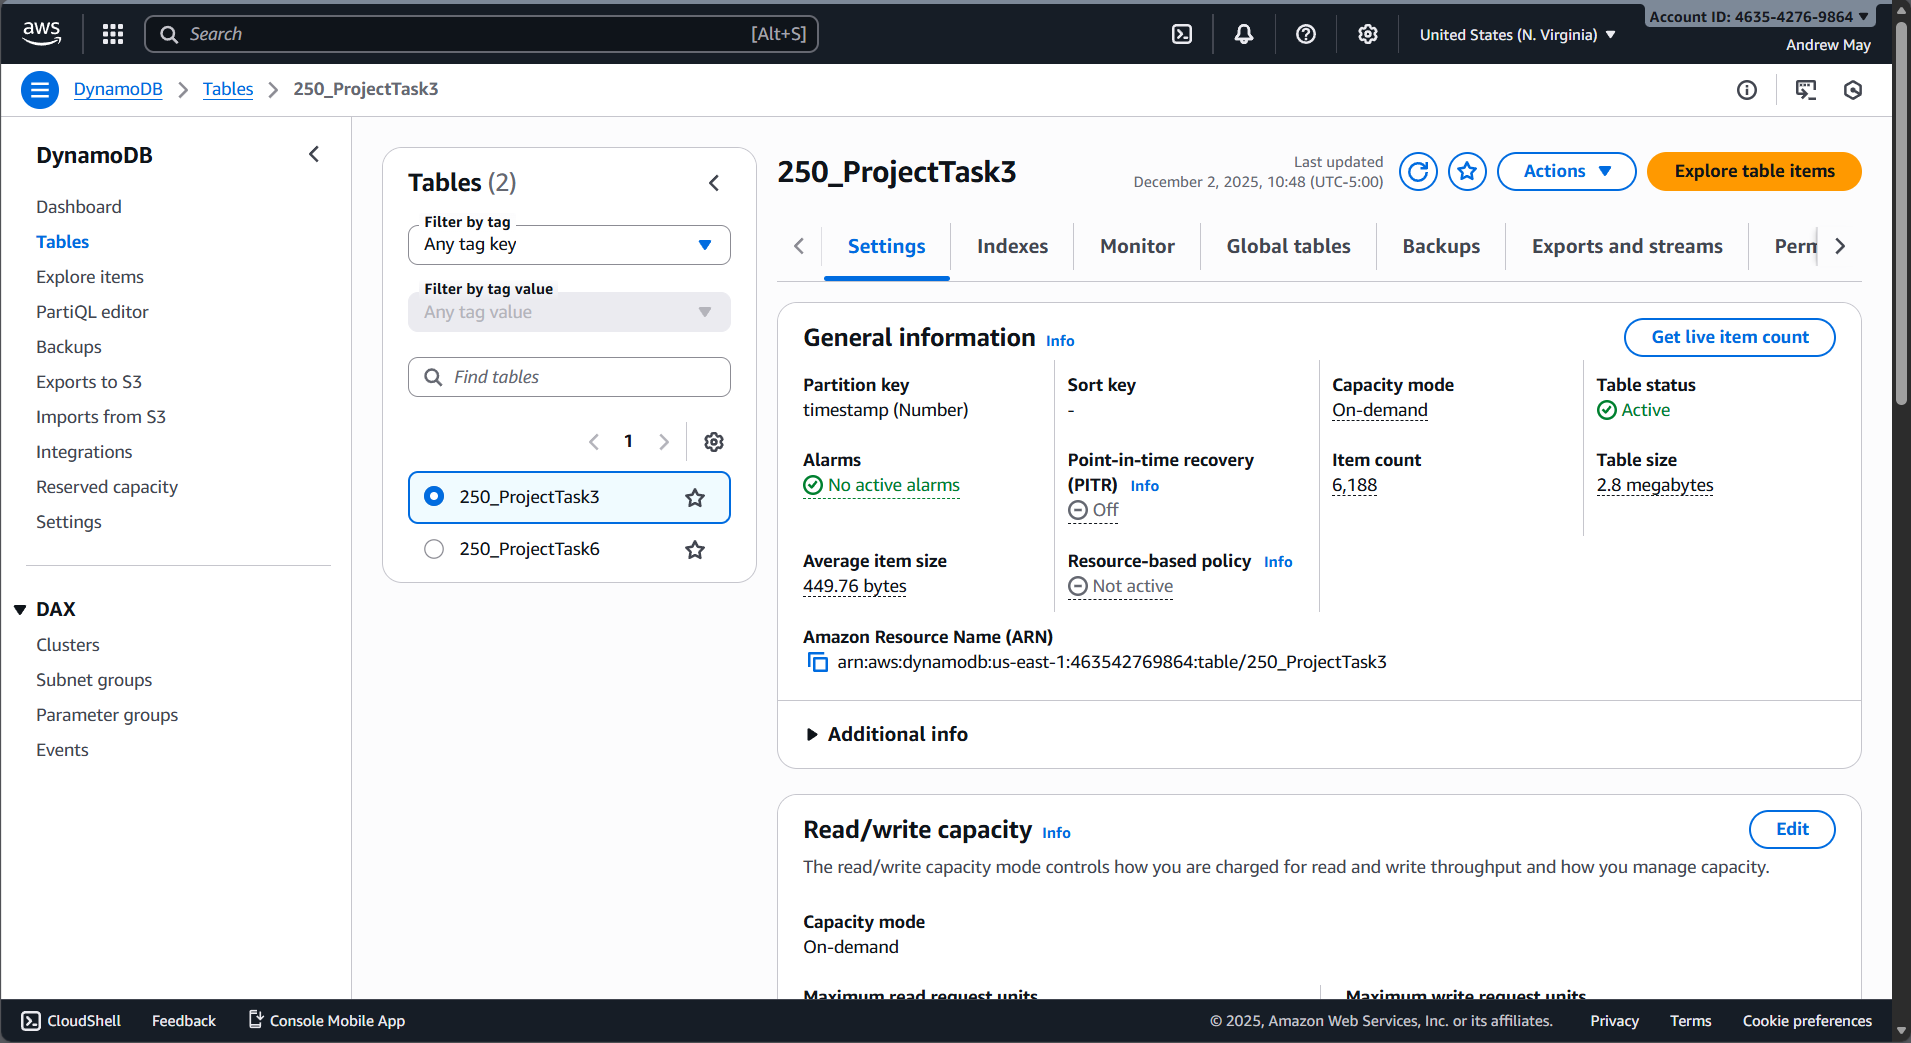 aws
Search
[Alt+S]
United States (N. Virginia)
Account ID: 4635-4276-9864
Andrew May
DynamoDB
Tables
250_ProjectTask3
DynamoDB
Dashboard
Tables
Explore items
PartiQL editor
Backups
Exports to S3
Imports from S3
Integrations
Reserved capacity
Settings
DAX
Clusters
Subnet groups
Parameter groups
Events
Tables (2)
Filter by tag
Any tag key
Filter by tag value
Any tag value
Find tables
1
250_ProjectTask3
250_ProjectTask6
250_ProjectTask3
Last updated
December 2, 2025, 10:48 (UTC-5:00)
Actions
Explore table items
Settings
Indexes
Monitor
Global tables
Backups
Exports and streams
Perm
General information Info
Get live item count
Partition key
timestamp (Number)
Sort key
-
Capacity mode
On-demand
Table status
Active
Alarms
No active alarms
Point-in-time recovery
(PITR) Info
Off
Item count
6,188
Table size
2.8 megabytes
Average item size
449.76 bytes
Resource-based policy Info
Not active
Amazon Resource Name (ARN)
arn:aws:dynamodb:us-east-1:463542769864:table/250_ProjectTask3
Additional info
Read/write capacity Info
Edit
The read/write capacity mode controls how you are charged for read and write throughput and how you manage capacity.
Capacity mode
On-demand
Maximum read request units
Maximum write request units
CloudShell
Feedback
Console Mobile App
© 2025, Amazon Web Services, Inc. or its affiliates.
Privacy
Terms
Cookie preferences